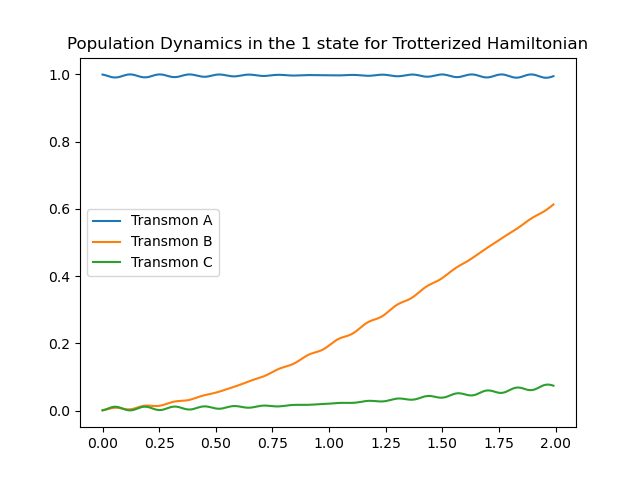 Population Dynamics in the 1 state for Trotterized Hamiltonian
1.0
0.8
0.6
0.4
0.2
0.0
Transmon A
Transmon B
Transmon C
0.00 0.25 0.50 0.75 1.00 1.25 1.50 1.75 2.00